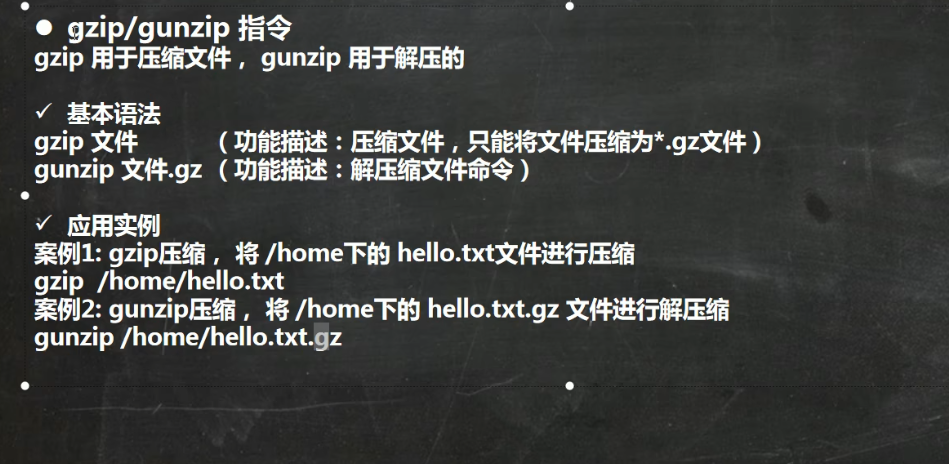 ● gzip/gunzip 指令
gzip 用于压缩文件， gunzip 用于解压的
✓ 基本语法
gzip 文件 （功能描述：压缩文件，只能将文件压缩为*.gz文件）
gunzip 文件.gz （功能描述：解压缩文件命令）
✓ 应用实例
案例1: gzip压缩， 将 /home下的 hello.txt文件进行压缩
gzip /home/hello.txt
案例2: gunzip压缩， 将 /home下的 hello.txt.gz 文件进行解压缩
gunzip /home/hello.txt.gz